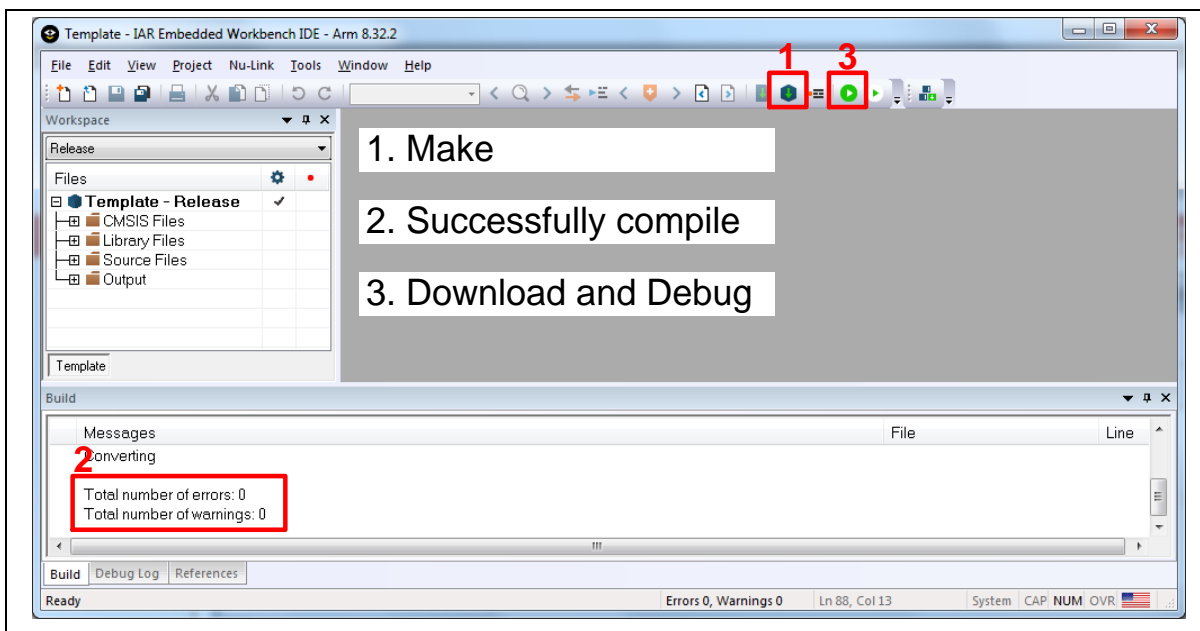 Template - IAR Embedded Workbench IDE - Arm 8.32.2
File Edit View Project Nu-Link Tools Window Help
1 3
Workspace
Release
Files
Template - Release
CMSIS Files
Library Files
Source Files
Output
Template
1. Make
2. Successfully compile
3. Download and Debug
Build
Messages File Line
Converting
2
Total number of errors: 0
Total number of warnings: 0
Build Debug Log References
Ready Errors 0, Warnings 0 Ln 88, Col 13 System CAP NUM OVR